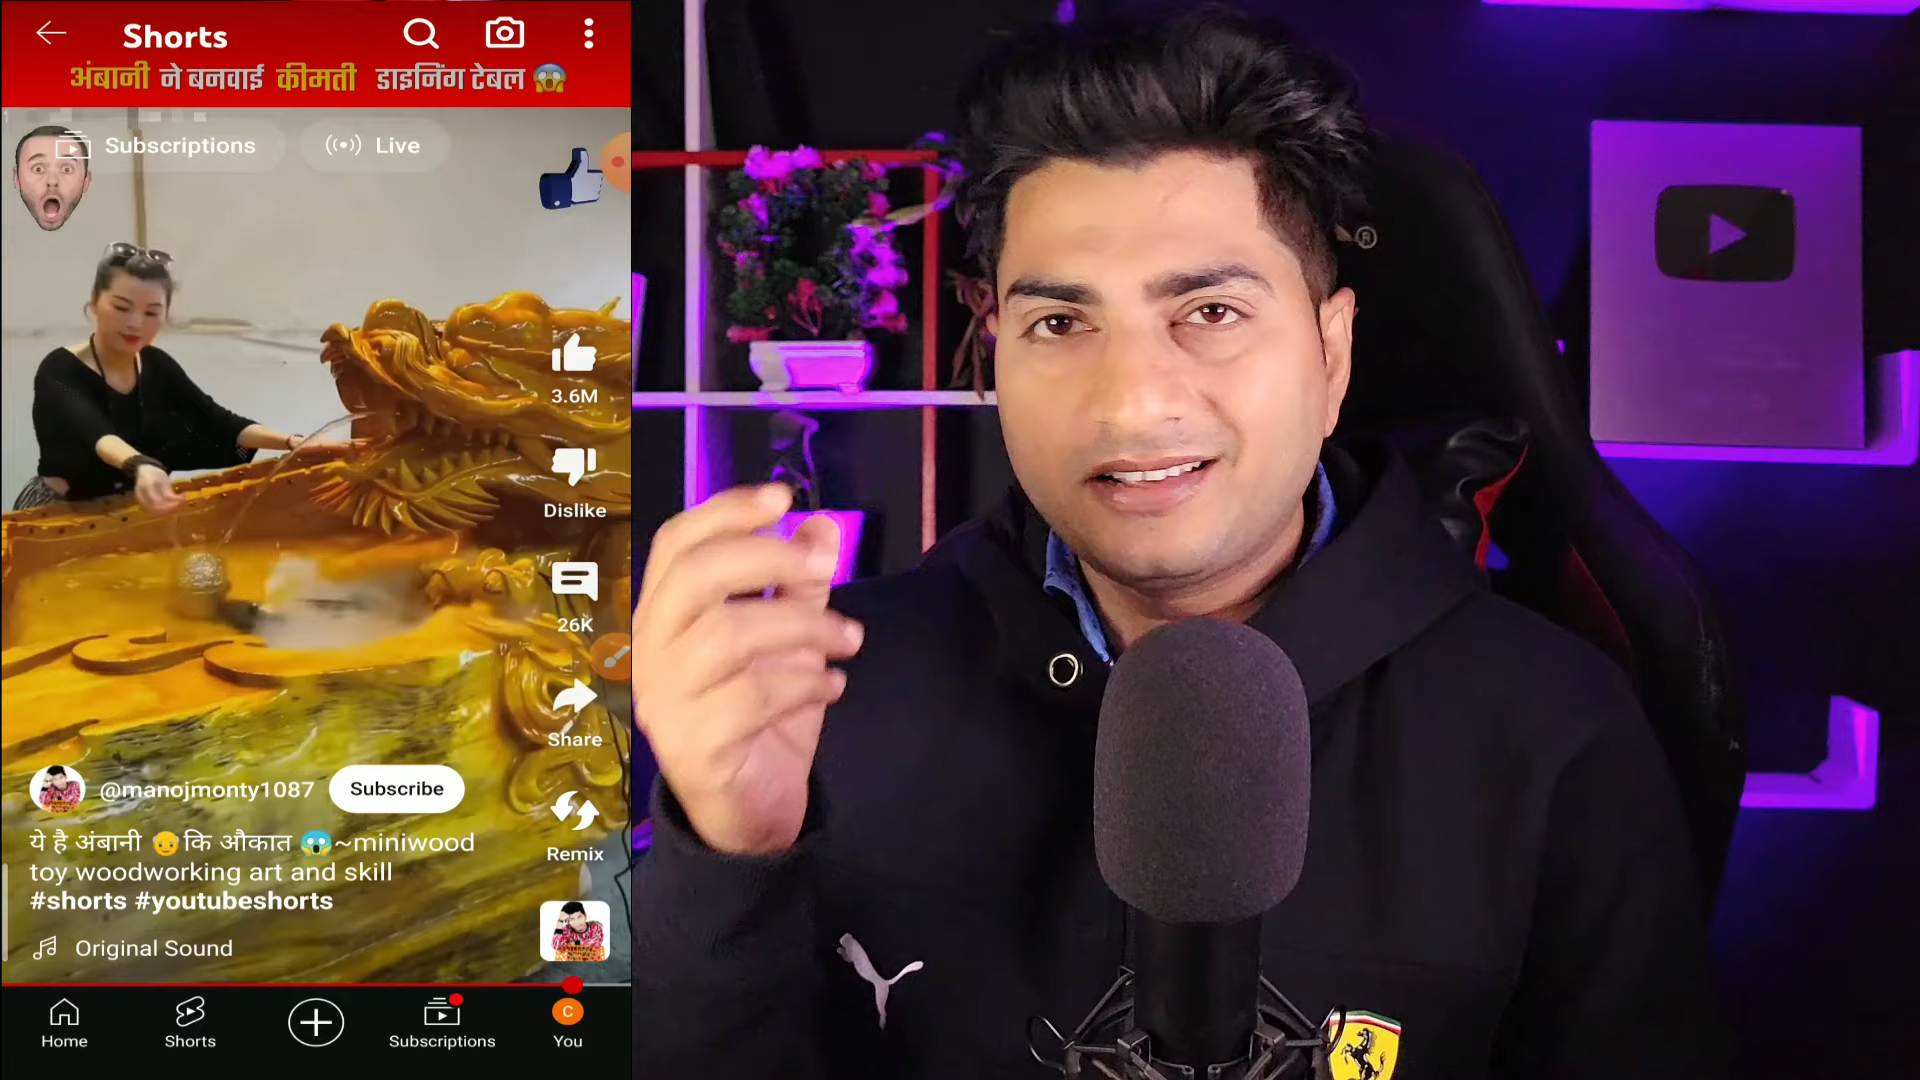 Shorts
अंबानी ने बनवाई कीमती डाइनिंग टेबल 😱
Subscriptions
Live
3.6M
Dislike
26K
Share
@manojmonty1087
Subscribe
ये है अंबानी 👴कि औकात 😱~miniwood
toy woodworking art and skill
#shorts #youtubeshorts
Remix
Original Sound
Home
Shorts
Subscriptions
C
You
®